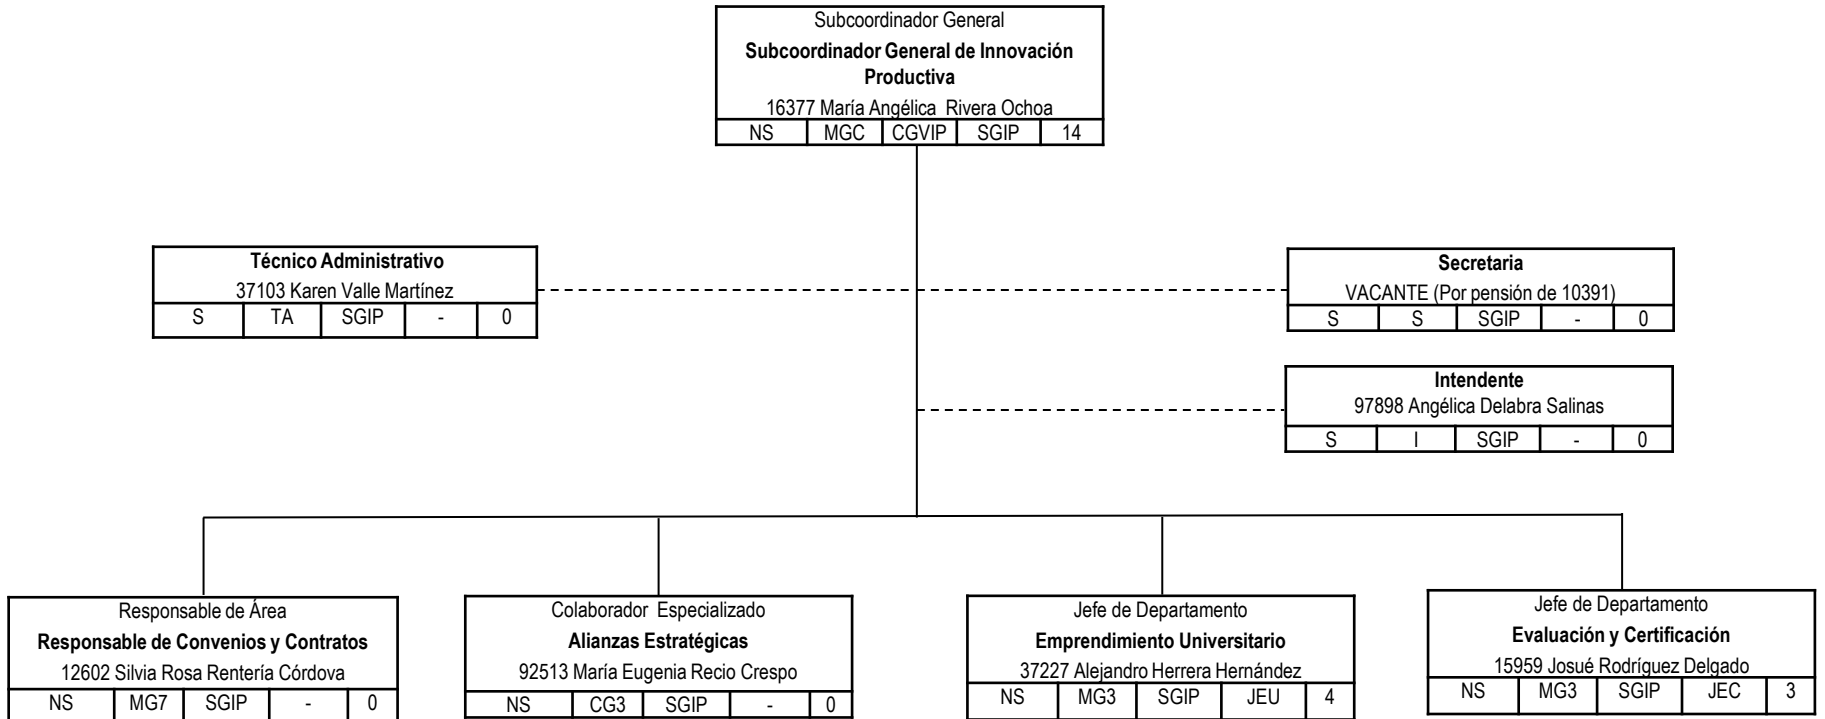 Subcoordinador General
Subcoordinador General de Innovación
Productiva
16377 María Angélica Rivera Ochoa
NS MGC CGVIP SGIP 14
Técnico Administrativo
37103 Karen Valle Martínez
S TA SGIP - 0
Secretaria
VACANTE (Por pensión de 10391)
S S SGIP - 0
Intendente
97898 Angélica Delabra Salinas
S I SGIP - 0
Responsable de Área
Responsable de Convenios y Contratos
12602 Silvia Rosa Rentería Córdova
NS MG7 SGIP - 0
Colaborador Especializado
Alianzas Estratégicas
92513 María Eugenia Recio Crespo
NS CG3 SGIP - 0
Jefe de Departamento
Emprendimiento Universitario
37227 Alejandro Herrera Hernández
NS MG3 SGIP JEU 4
Jefe de Departamento
Evaluación y Certificación
15959 Josué Rodríguez Delgado
NS MG3 SGIP JEC 3